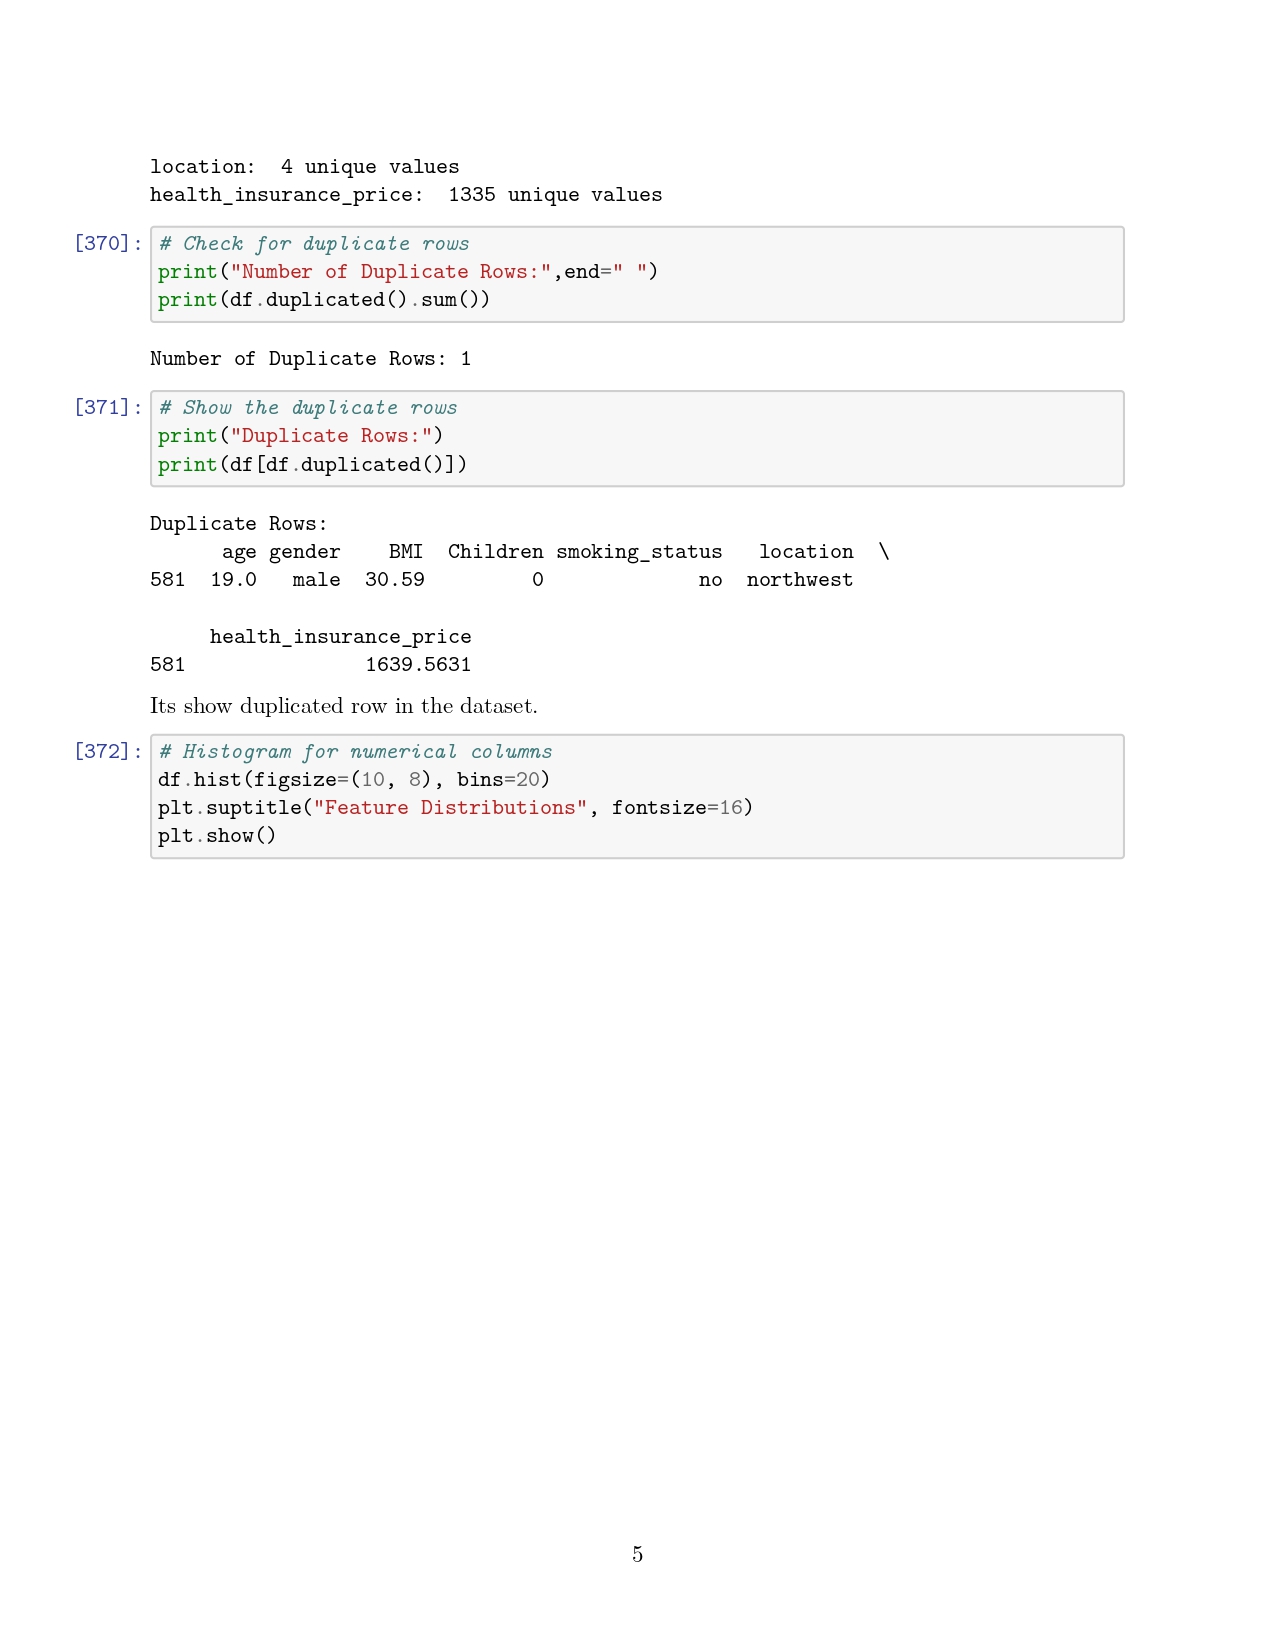 location:  4 unique values
health_insurance_price:  1335 unique values
[370]: # Check for duplicate rows
print("Number of Duplicate Rows:",end=" ")
print(df.duplicated().sum())
Number of Duplicate Rows: 1
[371]: # Show the duplicate rows
print("Duplicate Rows:")
print(df[df.duplicated()])
Duplicate Rows:
      age gender    BMI  Children smoking_status   location  \
581  19.0   male  30.59         0             no  northwest
     health_insurance_price
581               1639.5631
Its show duplicated row in the dataset.
[372]: # Histogram for numerical columns
df.hist(figsize=(10, 8), bins=20)
plt.suptitle("Feature Distributions", fontsize=16)
plt.show()
5